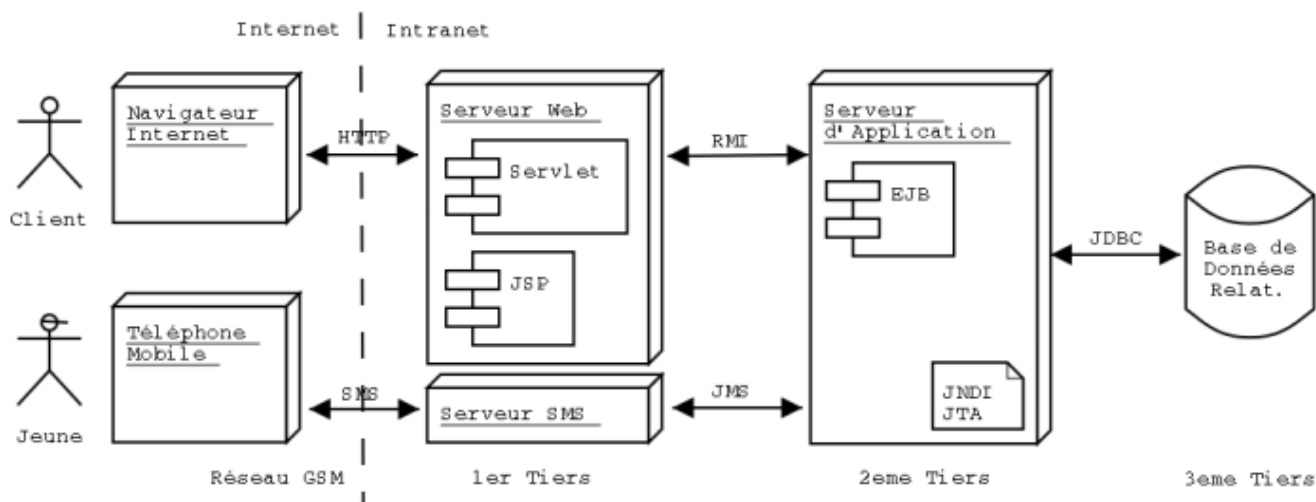 Internet
Intranet
Navigateur
Internet
Client
HTTP
Serveur Web
Servlet
JSP
RMI
Serveur
d'Application
EJB
JNDI
JTA
JDBC
Base de
Données
Relat.
Téléphone
Mobile
Jeune
SMS
Serveur SMS
JMS
Réseau GSM
1er Tiers
2eme Tiers
3eme Tiers